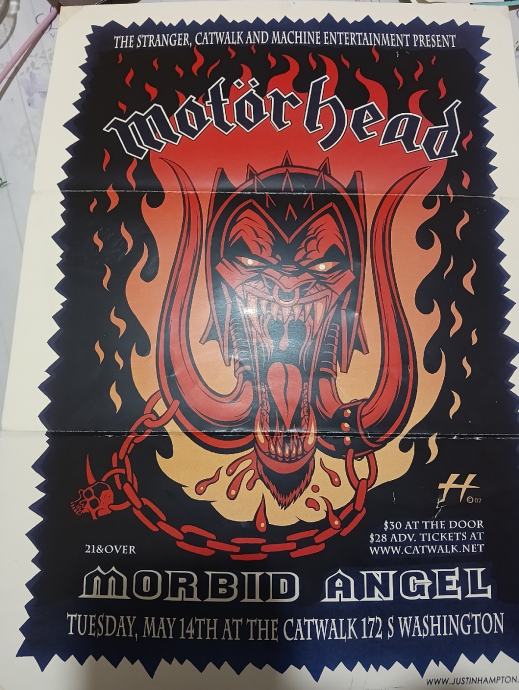 THE STRANGER, CATWALK AND MACHINE ENTERTAINMENT PRESENT
motörhead
H ©02
$30 AT THE DOOR
$28 ADV. TICKETS AT
WWW.CATWALK.NET
21&OVER
MORBID ANGEL
TUESDAY, MAY 14TH AT THE CATWALK 172 S WASHINGTON
WWW.JUSTINHAMPTON.